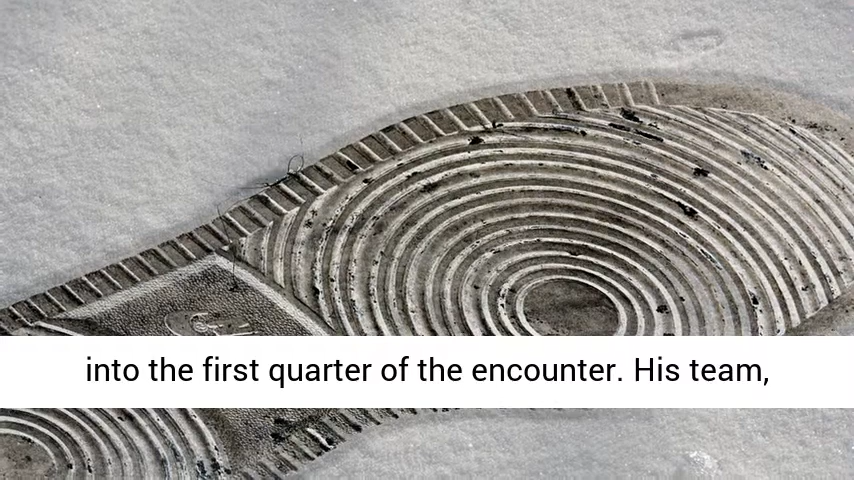 into the first quarter of the encounter. His team,